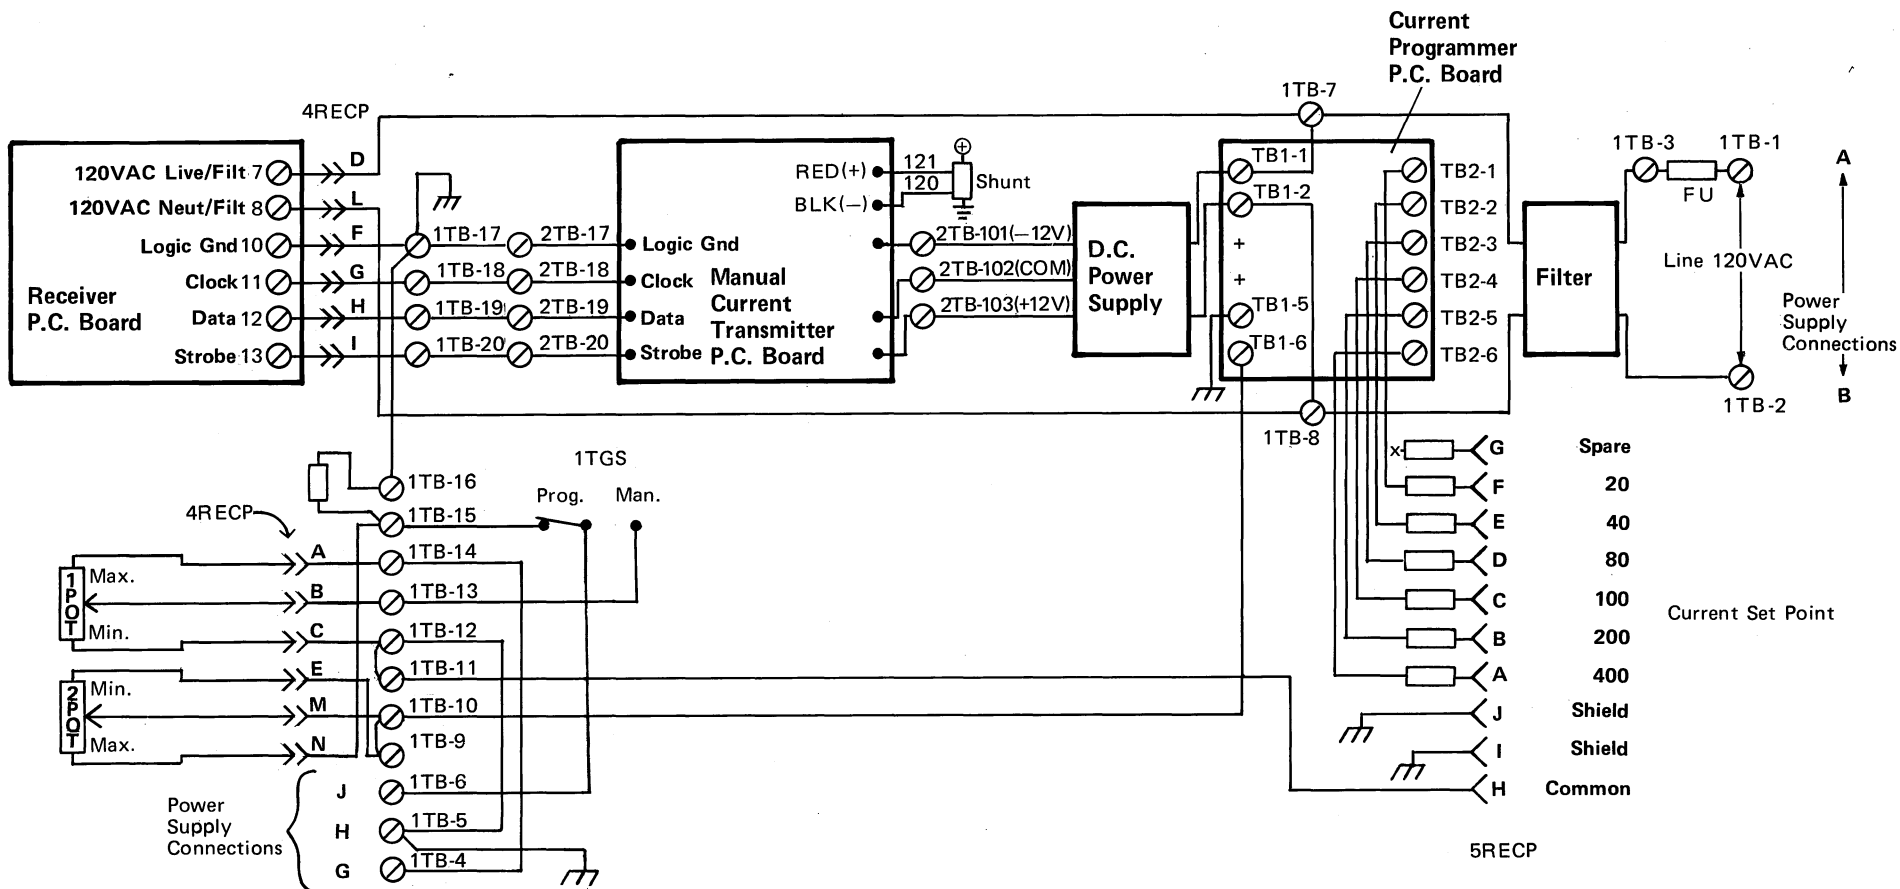 Current
Programmer
P.C. Board
4RECP
1TB-7
120VAC Live/Filt 7
120VAC Neut/Filt 8
Logic Gnd 10
Clock 11
Data 12
Strobe 13
Receiver
P.C. Board
D
L
F
G
H
I
1TB-17
1TB-18
1TB-19
1TB-20
2TB-17
2TB-18
2TB-19
2TB-20
Logic Gnd
Clock
Data
Strobe
Manual
Current
Transmitter
P.C. Board
RED(+)
BLK(−)
121
120
Shunt
2TB-101(−12V)
2TB-102(COM)
2TB-103(+12V)
D.C.
Power
Supply
TB1-1
TB1-2
+
+
TB1-5
TB1-6
TB2-1
TB2-2
TB2-3
TB2-4
TB2-5
TB2-6
1TB-8
Filter
1TB-3
1TB-1
FU
Line 120VAC
1TB-2
A
Power
Supply
Connections
B
1TB-16
1TB-15
1TB-14
1TB-13
1TB-12
1TB-11
1TB-10
1TB-9
1TB-6
1TB-5
1TB-4
1TGS
Prog.
Man.
4RECP
1POT
Max.
Min.
2POT
Min.
Max.
A
B
C
E
M
N
J
H
G
Power
Supply
Connections
x
G Spare
F 20
E 40
D 80
C 100
B 200
A 400
J Shield
I Shield
H Common
Current Set Point
5RECP